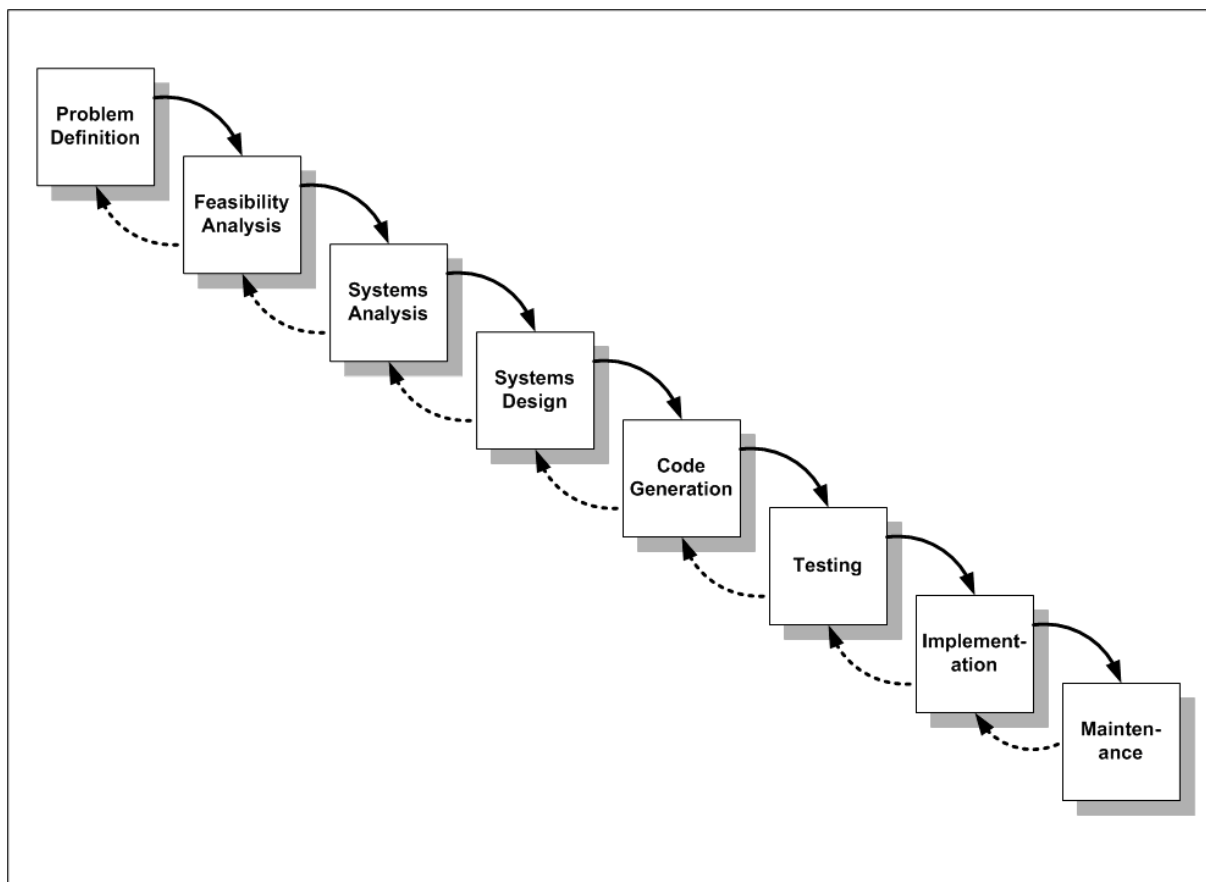 Problem
Definition
Feasibility
Analysis
Systems
Analysis
Systems
Design
Code
Generation
Testing
Implement-
ation
Mainten-
ance